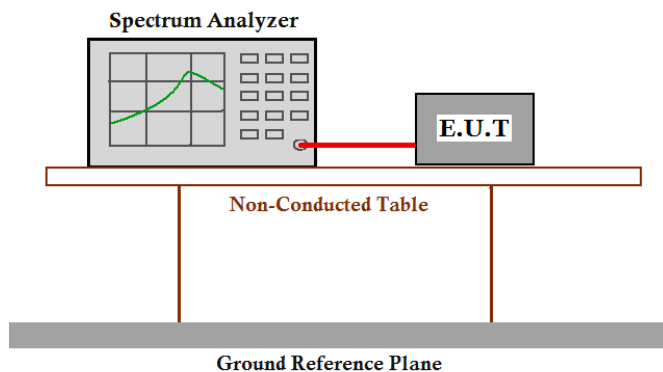 Spectrum Analyzer
E.U.T
Non-Conducted Table
Ground Reference Plane